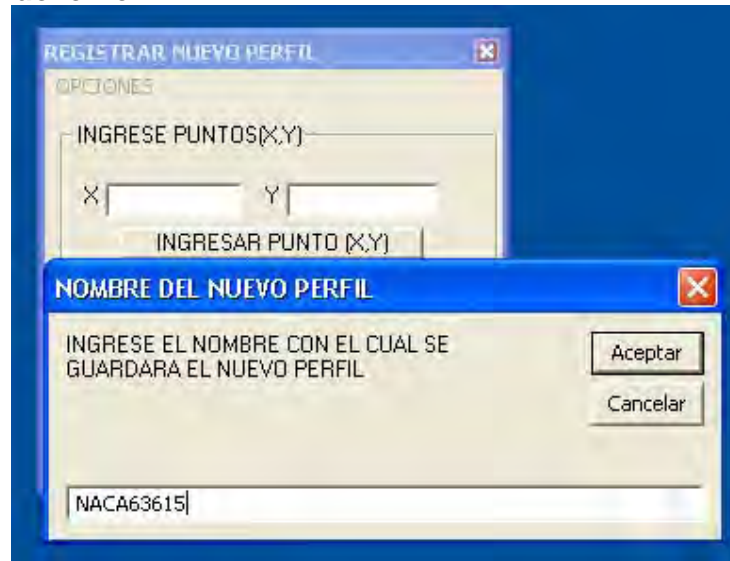 REGISTRAR NUEVO PERFIL
OPCIONES
INGRESE PUNTOS(X,Y)
X Y
INGRESAR PUNTO (X,Y)
NOMBRE DEL NUEVO PERFIL
INGRESE EL NOMBRE CON EL CUAL SE
GUARDARA EL NUEVO PERFIL
Aceptar
Cancelar
NACA63615